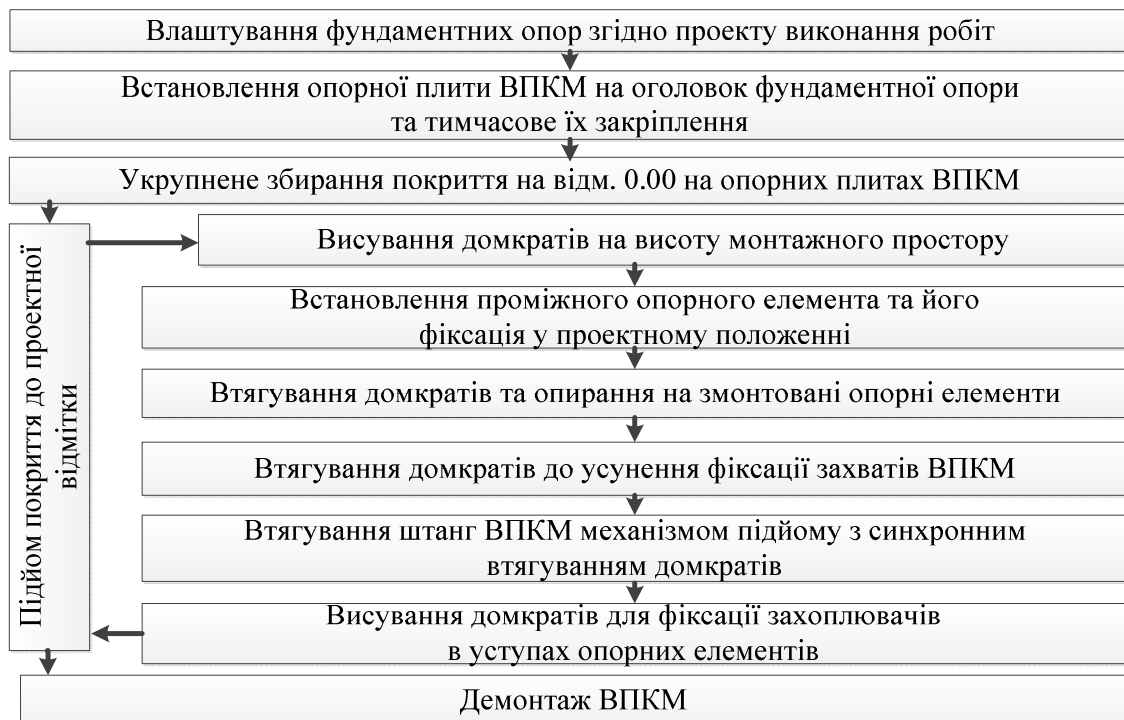 Влаштування фундаментних опор згідно проекту виконання робіт
Встановлення опорної плити ВПКМ на оголовок фундаментної опори
та тимчасове їх закріплення
Укрупнене збирання покриття на відм. 0.00 на опорних плитах ВПКМ
Підйом покриття до проектної
відмітки
Висування домкратів на висоту монтажного простору
Встановлення проміжного опорного елемента та його
фіксація у проектному положенні
Втягування домкратів та опирання на змонтовані опорні елементи
Втягування домкратів до усунення фіксації захватів ВПКМ
Втягування штанг ВПКМ механізмом підйому з синхронним
втягуванням домкратів
Висування домкратів для фіксації захоплювачів
в уступах опорних елементів
Демонтаж ВПКМ